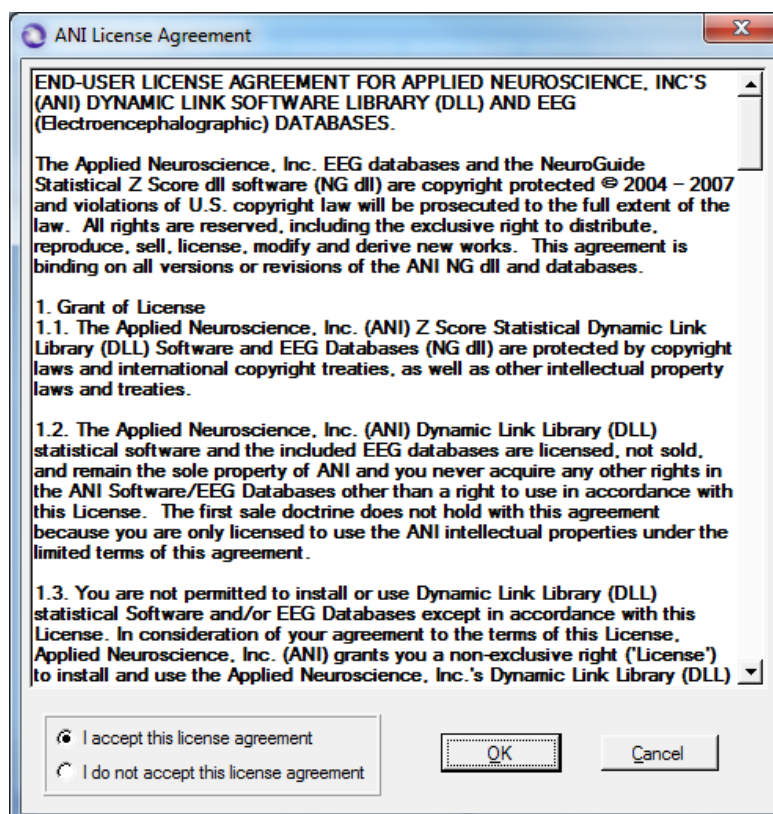 ANI License Agreement
END-USER LICENSE AGREEMENT FOR APPLIED NEUROSCIENCE, INC'S
(ANI) DYNAMIC LINK SOFTWARE LIBRARY (DLL) AND EEG
(Electroencephalographic) DATABASES.
The Applied Neuroscience, Inc. EEG databases and the NeuroGuide
Statistical Z Score dll software (NG dll) are copyright protected © 2004 – 2007
and violations of U.S. copyright law will be prosecuted to the full extent of the
law.  All rights are reserved, including the exclusive right to distribute,
reproduce, sell, license, modify and derive new works.  This agreement is
binding on all versions or revisions of the ANI NG dll and databases.
1. Grant of License
1.1. The Applied Neuroscience, Inc. (ANI) Z Score Statistical Dynamic Link
Library (DLL) Software and EEG Databases (NG dll) are protected by copyright
laws and international copyright treaties, as well as other intellectual property
laws and treaties.
1.2. The Applied Neuroscience, Inc. (ANI) Dynamic Link Library (DLL)
statistical software and the included EEG databases are licensed, not sold,
and remain the sole property of ANI and you never acquire any other rights in
the ANI Software/EEG Databases other than a right to use in accordance with
this License.  The first sale doctrine does not hold with this agreement
because you are only licensed to use the ANI intellectual properties under the
limited terms of this agreement.
1.3. You are not permitted to install or use Dynamic Link Library (DLL)
statistical Software and/or EEG Databases except in accordance with this
License. In consideration of your agreement to the terms of this License,
Applied Neuroscience, Inc. (ANI) grants you a non-exclusive right ('License')
to install and use the Applied Neuroscience, Inc.'s Dynamic Link Library (DLL)
I accept this license agreement
I do not accept this license agreement
OK
Cancel